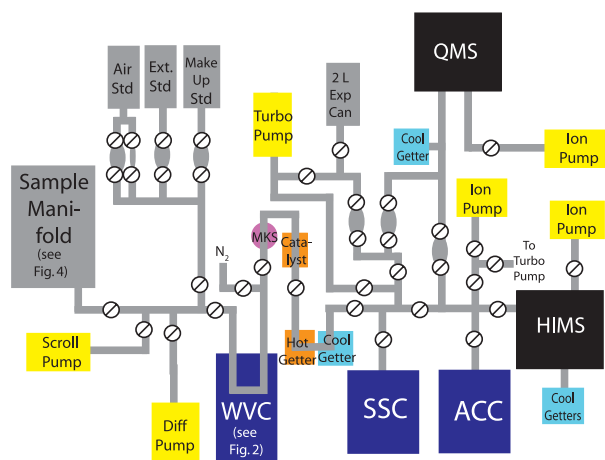 QMS
Air
Std
Ext.
Std
Make
Up
Std
2 L
Exp
Can
Turbo
Pump
Cool
Getter
Ion
Pump
Sample
Mani-
fold
(see
Fig. 4)
Ion
Pump
Ion
Pump
MKS
Cata-
lyst
N2
To
Turbo
Pump
HIMS
Scroll
Pump
Hot
Getter
Cool
Getter
Diff
Pump
WVC
(see
Fig. 2)
SSC
ACC
Cool
Getters